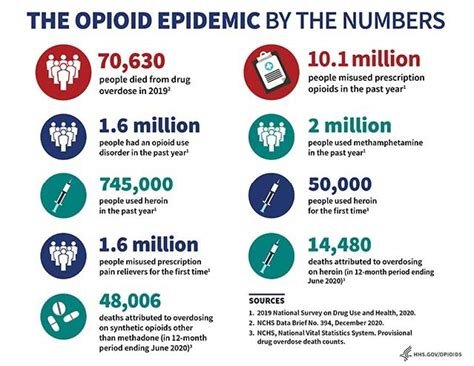 THE OPIOID EPIDEMIC BY THE NUMBERS
70,630
people died from drug
overdose in 2019²
10.1 million
people misused prescription
opioids in the past year¹
1.6 million
people had an opioid use
disorder in the past year¹
2 million
people used methamphetamine
in the past year¹
745,000
people used heroin
in the past year¹
50,000
people used heroin
for the first time¹
1.6 million
people misused prescription
pain relievers for the first time¹
14,480
deaths attributed to overdosing
on heroin (in 12-month period ending
June 2020)³
48,006
deaths attributed to overdosing
on synthetic opioids other
than methadone (in 12-month
period ending June 2020)³
SOURCES
1. 2019 National Survey on Drug Use and Health, 2020.
2. NCHS Data Brief No. 394, December 2020.
3. NCHS, National Vital Statistics System. Provisional
drug overdose death counts.
HHS.GOV/OPIOIDS